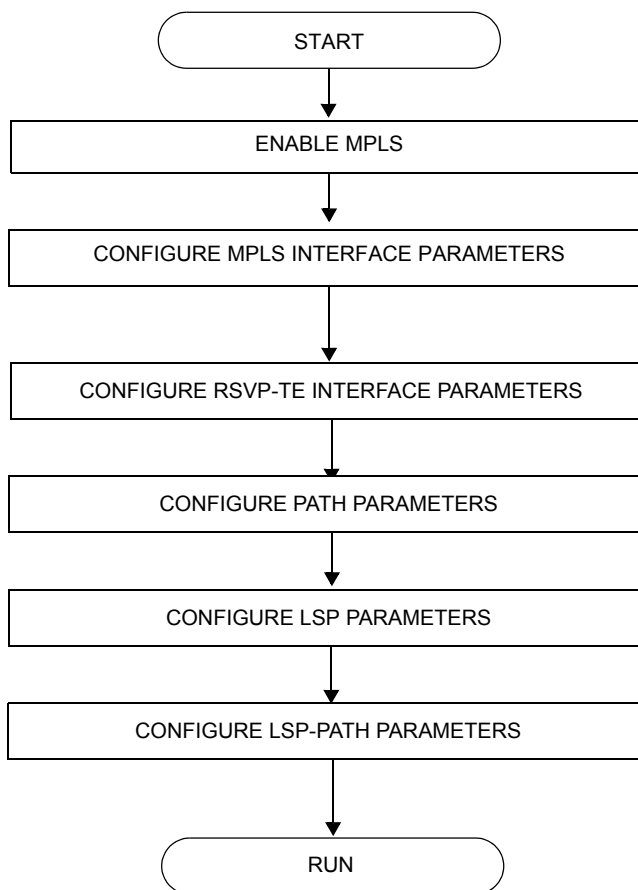 START
ENABLE MPLS
CONFIGURE MPLS INTERFACE PARAMETERS
CONFIGURE RSVP-TE INTERFACE PARAMETERS
CONFIGURE PATH PARAMETERS
CONFIGURE LSP PARAMETERS
CONFIGURE LSP-PATH PARAMETERS
RUN